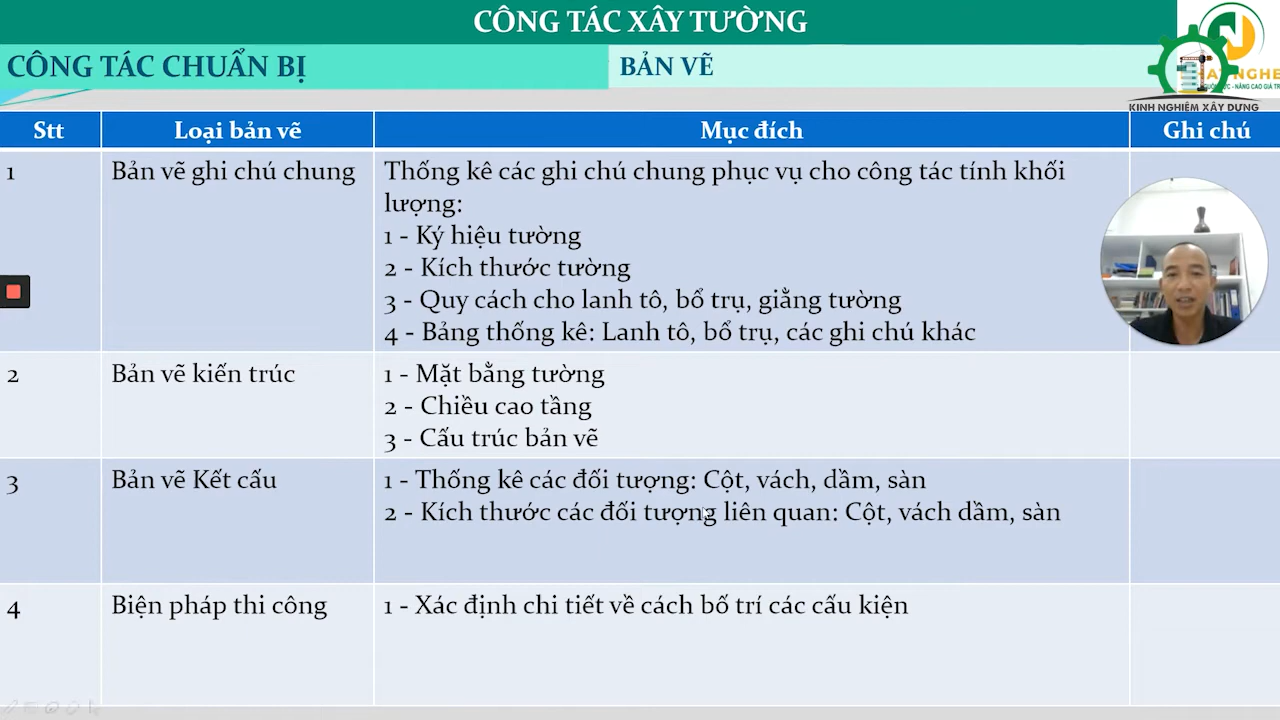 CÔNG TÁC XÂY TƯỜNG
CÔNG TÁC CHUẨN BỊ
BẢN VẼ
KINH NGHIỆM XÂY DỰNG
Stt
Loại bản vẽ
Mục đích
Ghi chú
1
Bản vẽ ghi chú chung
Thống kê các ghi chú chung phục vụ cho công tác tính khối
lượng:
1 - Ký hiệu tường
2 - Kích thước tường
3 - Quy cách cho lanh tô, bổ trụ, giằng tường
4 - Bảng thống kê: Lanh tô, bổ trụ, các ghi chú khác
2
Bản vẽ kiến trúc
1 - Mặt bằng tường
2 - Chiều cao tầng
3 - Cấu trúc bản vẽ
3
Bản vẽ Kết cấu
1 - Thống kê các đối tượng: Cột, vách, dầm, sàn
2 - Kích thước các đối tượng liên quan: Cột, vách dầm, sàn
4
Biện pháp thi công
1 - Xác định chi tiết về cách bố trí các cấu kiện